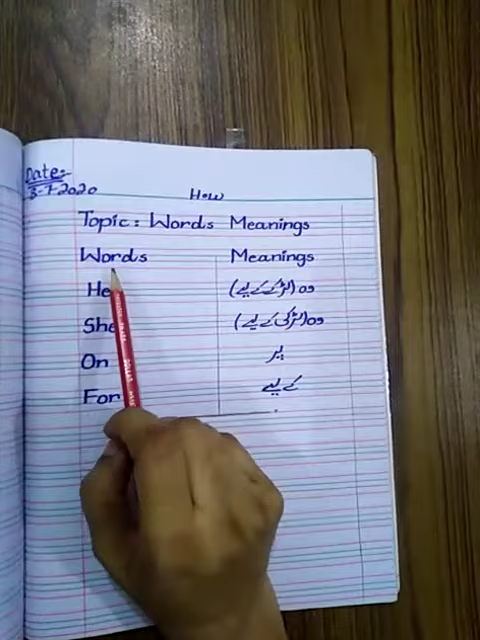 Date:-
3-7-2020
H.W
Topic: Words Meanings
Words Meanings
He وہ (لڑکے کے لیے)
She وہ (لڑکی کے لیے)
On پر
For کے لیے